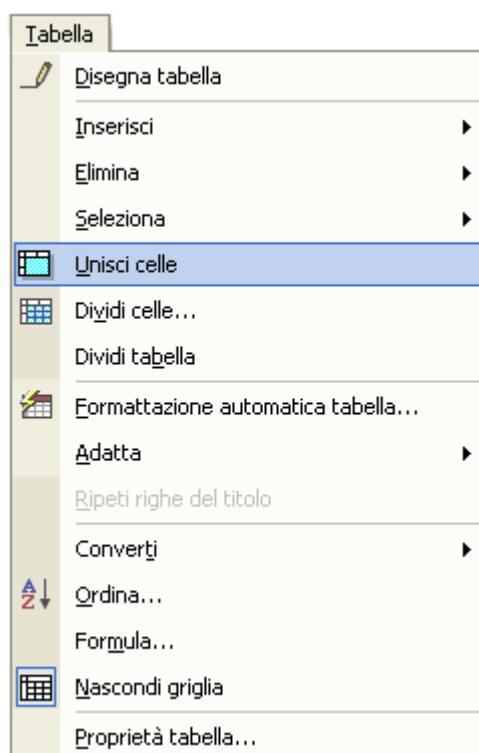 Tabella
Disegna tabella
Inserisci
Elimina
Seleziona
Unisci celle
Dividi celle...
Dividi tabella
Formattazione automatica tabella...
Adatta
Ripeti righe del titolo
Converti
Ordina...
Formula...
Nascondi griglia
Proprietà tabella...